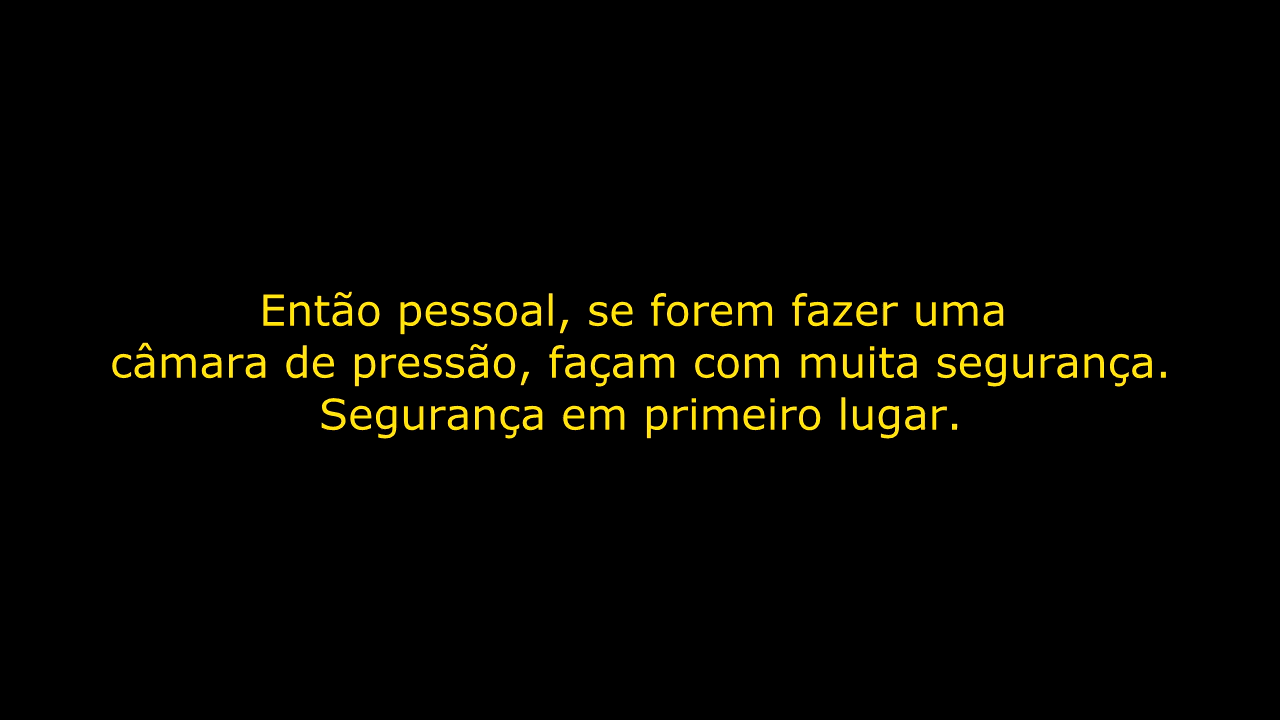 Então pessoal, se forem fazer uma
câmara de pressão, façam com muita segurança.
Segurança em primeiro lugar.